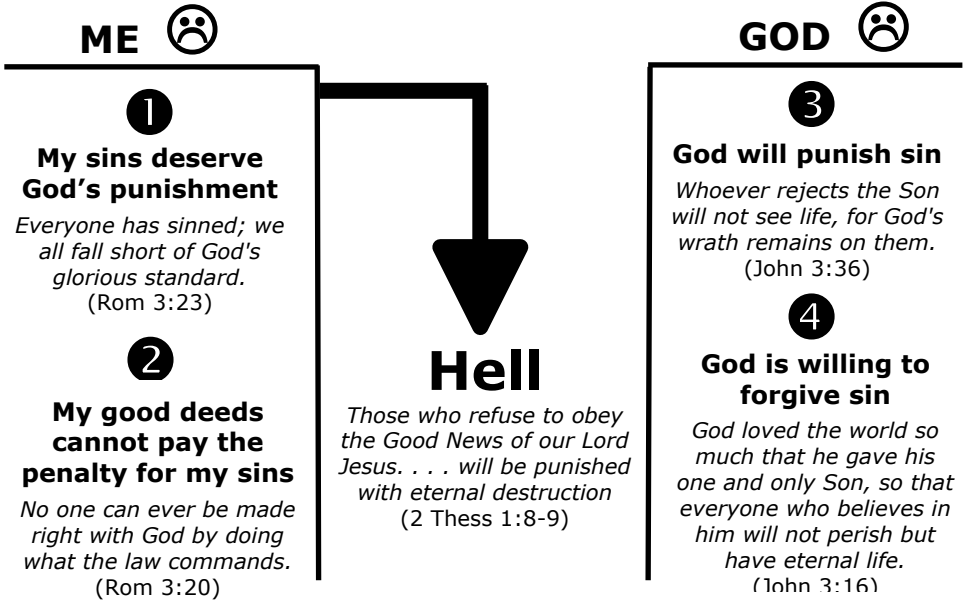 ME
1
My sins deserve
God's punishment
Everyone has sinned; we
all fall short of God's
glorious standard.
(Rom 3:23)
2
My good deeds
cannot pay the
penalty for my sins
No one can ever be made
right with God by doing
what the law commands.
(Rom 3:20)
Hell
Those who refuse to obey
the Good News of our Lord
Jesus. . . . will be punished
with eternal destruction
(2 Thess 1:8-9)
GOD
3
God will punish sin
Whoever rejects the Son
will not see life, for God's
wrath remains on them.
(John 3:36)
4
God is willing to
forgive sin
God loved the world so
much that he gave his
one and only Son, so that
everyone who believes in
him will not perish but
have eternal life.
(John 3:16)